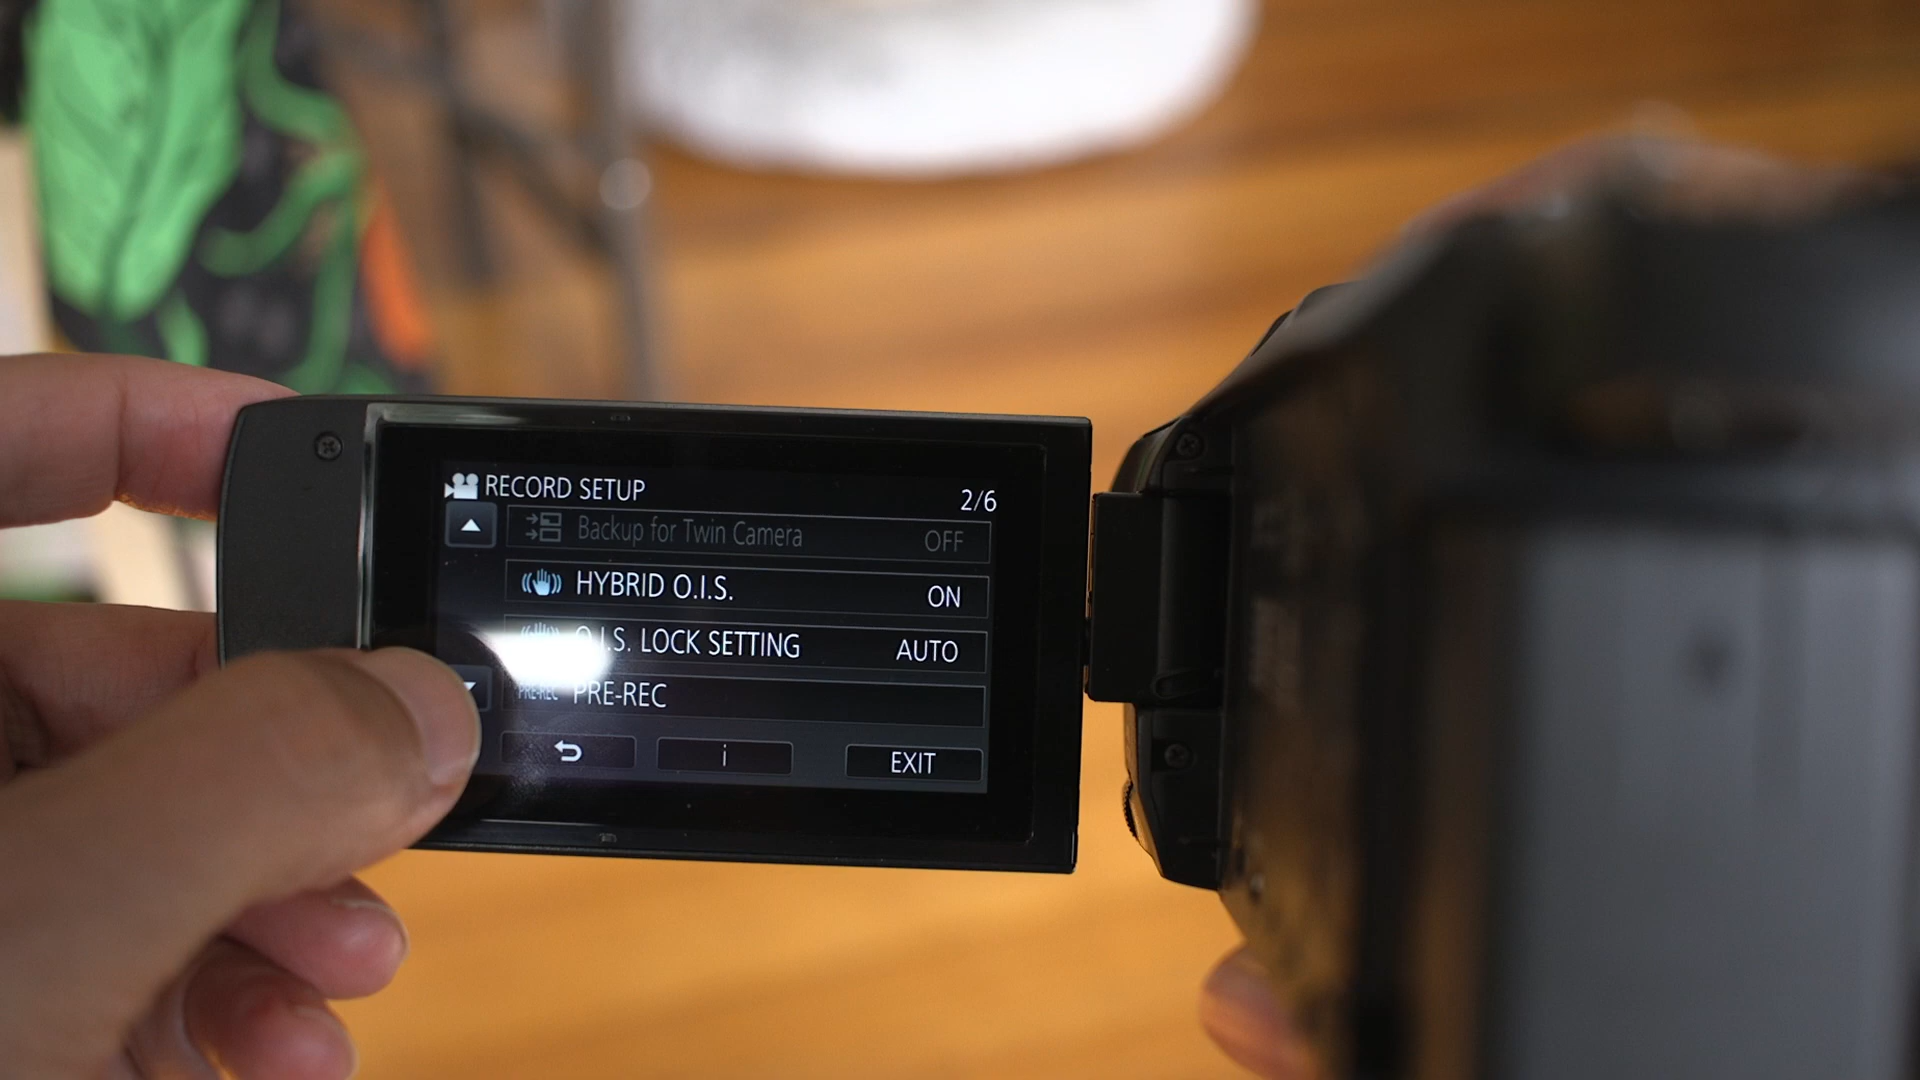 RECORD SETUP 2/6
Backup for Twin Camera OFF
HYBRID O.I.S. ON
O.I.S. LOCK SETTING AUTO
PRE-REC PRE-REC
i EXIT